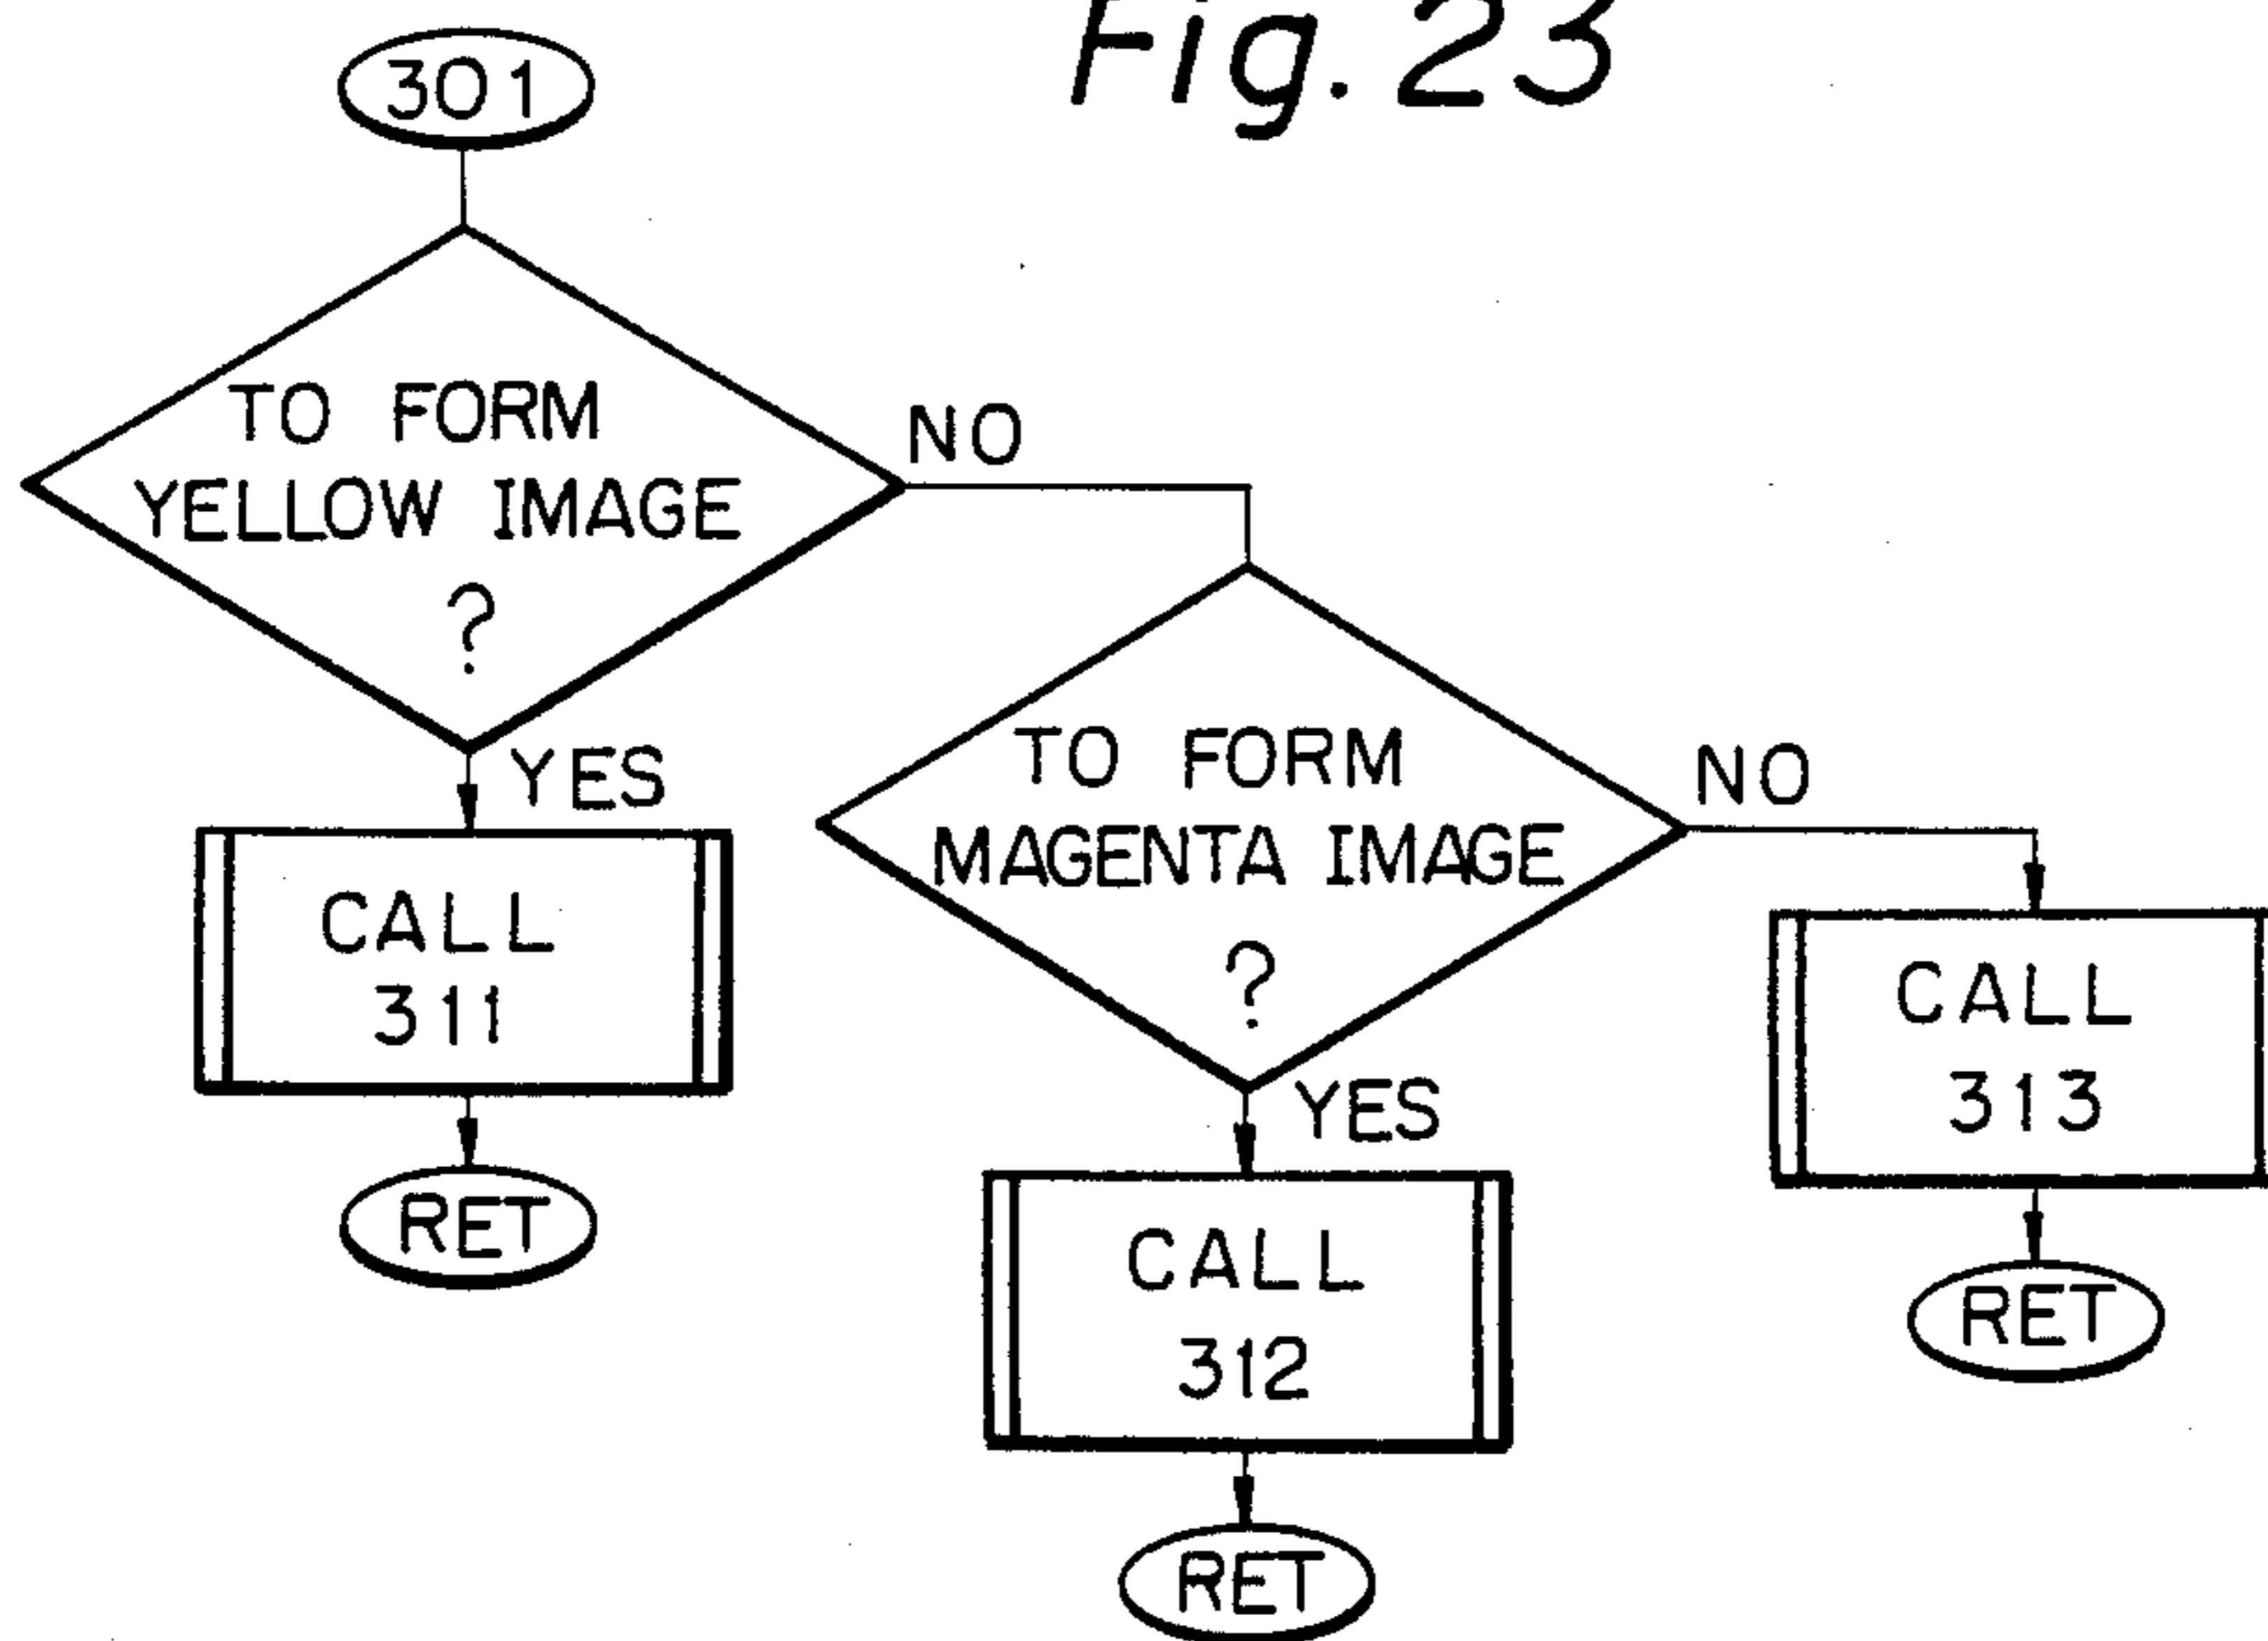 Fig. 23
301
TO FORM
YELLOW IMAGE
?
NO
YES
CALL
311
RET
TO FORM
MAGENTA IMAGE
?
NO
YES
CALL
312
RET
CALL
313
RET